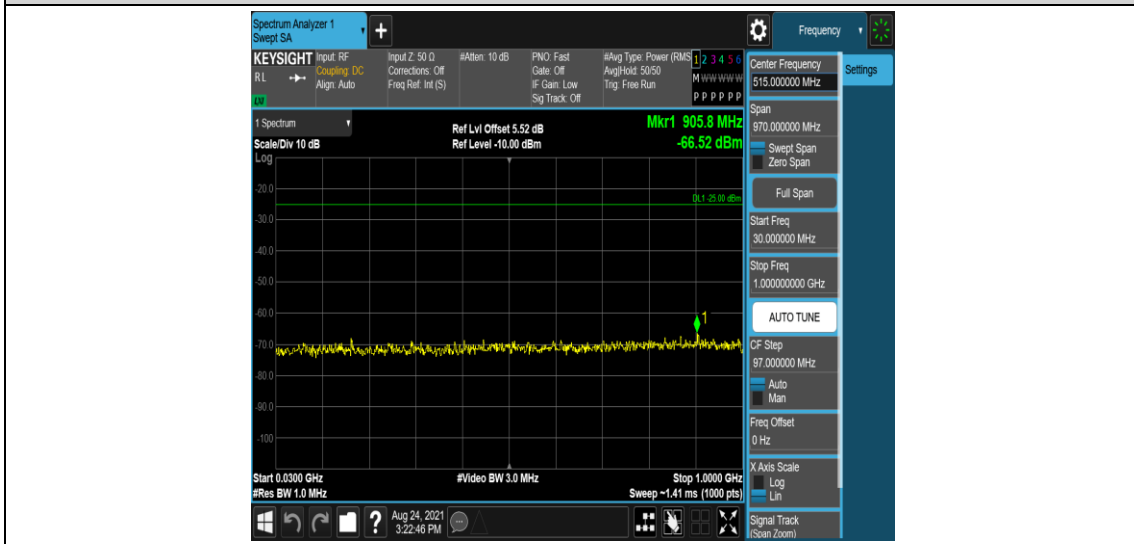 Spectrum Analyzer 1
Swept SA
+
Frequency
KEYSIGHT
RL
LXI
Input: RF
Coupling: DC
Align: Auto
Input Z: 50 Ω
Corrections: Off
Freq Ref: Int (S)
#Atten: 10 dB
PNO: Fast
Gate: Off
IF Gain: Low
Sig Track: Off
#Avg Type: Power (RMS
Avg|Hold: 50/50
Trig: Free Run
1 2 3 4 5 6
M W W W W W
P P P P P P
1 Spectrum
Scale/Div 10 dB
Log
Ref Lvl Offset 5.52 dB
Ref Level -10.00 dBm
Mkr1 905.8 MHz
-66.52 dBm
-20.0
DL1 -25.00 dBm
-30.0
-40.0
-50.0
-60.0
1
-70.0
-80.0
-90.0
-100
Start 0.0300 GHz
#Res BW 1.0 MHz
#Video BW 3.0 MHz
Stop 1.0000 GHz
Sweep ~1.41 ms (1000 pts)
?
Aug 24, 2021
3:22:46 PM
Center Frequency
515.000000 MHz
Settings
Span
970.000000 MHz
Swept Span
Zero Span
Full Span
Start Freq
30.000000 MHz
Stop Freq
1.000000000 GHz
AUTO TUNE
CF Step
97.000000 MHz
Auto
Man
Freq Offset
0 Hz
X Axis Scale
Log
Lin
Signal Track
(Span Zoom)